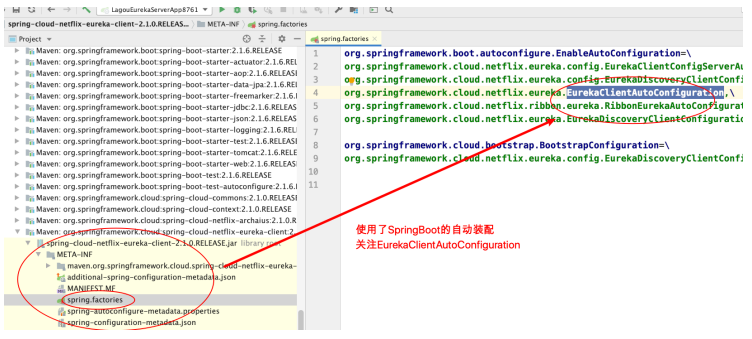 LagouEurekaServerApp8761
spring-cloud-netflix-eureka-client-2.1.0.RELEAS...
META-INF
spring.factories
Project
spring.factories
Maven: org.springframework.boot:spring-boot-starter:2.1.6.RELEASE
Maven: org.springframework.boot:spring-boot-starter-actuator:2.1.6.REL
Maven: org.springframework.boot:spring-boot-starter-aop:2.1.6.RELEAS
Maven: org.springframework.boot:spring-boot-starter-data-jpa:2.1.6.REL
Maven: org.springframework.boot:spring-boot-starter-freemarker:2.1.6.
Maven: org.springframework.boot:spring-boot-starter-jdbc:2.1.6.RELEAS
Maven: org.springframework.boot:spring-boot-starter-json:2.1.6.RELEAS
Maven: org.springframework.boot:spring-boot-starter-logging:2.1.6.REL
Maven: org.springframework.boot:spring-boot-starter-test:2.1.6.RELEAS
Maven: org.springframework.boot:spring-boot-starter-tomcat:2.1.6.REL
Maven: org.springframework.boot:spring-boot-starter-web:2.1.6.RELEAS
Maven: org.springframework.boot:spring-boot-test:2.1.6.RELEASE
Maven: org.springframework.boot:spring-boot-test-autoconfigure:2.1.6.
Maven: org.springframework.cloud:spring-cloud-commons:2.1.0.RELEAS
Maven: org.springframework.cloud:spring-cloud-context:2.1.0.RELEASE
Maven: org.springframework.cloud:spring-cloud-netflix-archaius:2.1.0.R
Maven: org.springframework.cloud:spring-cloud-netflix-eureka-client:2.
spring-cloud-netflix-eureka-client-2.1.0.RELEASE.jar library root
META-INF
maven.org.springframework.cloud.spring-cloud-netflix-eureka-
additional-spring-configuration-metadata.json
MANIFEST.MF
spring.factories
spring-autoconfigure-metadata.properties
spring-configuration-metadata.json
1 org.springframework.boot.autoconfigure.EnableAutoConfiguration=\
2 org.springframework.cloud.netflix.eureka.config.EurekaClientConfigServerAu
3 org.springframework.cloud.netflix.eureka.config.EurekaDiscoveryClientConfi
4 org.springframework.cloud.netflix.eureka.EurekaClientAutoConfiguration,\
5 org.springframework.cloud.netflix.ribbon.eureka.RibbonEurekaAutoConfigurat
6 org.springframework.cloud.netflix.eureka.EurekaDiscoveryClientConfiguratio
7
8 org.springframework.cloud.bootstrap.BootstrapConfiguration=\
9 org.springframework.cloud.netflix.eureka.config.EurekaDiscoveryClientConfi
10
11
使用了SpringBoot的自动装配
关注EurekaClientAutoConfiguration